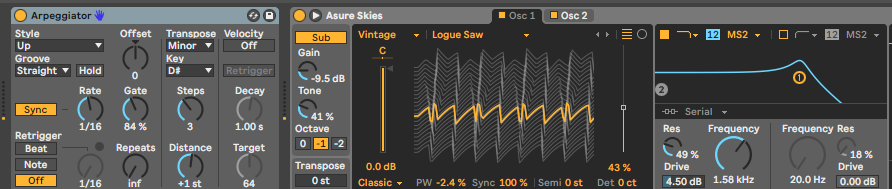 Arpeggiator
Style
Up
Groove
Straight
Hold
Offset
0
Transpose
Minor
Key
D#
Velocity
Off
Retrigger
Sync
Rate
1/16
Gate
84 %
Steps
3
Decay
1.00 s
Retrigger
Beat
Note
Off
1/16
Repeats
inf
Distance
+1 st
Target
64
Asure Skies
Osc 1
Osc 2
Sub
Gain
-9.5 dB
Tone
41 %
Octave
0 -1 -2
Transpose
0 st
Vintage
Logue Saw
C
0.0 dB
43 %
Classic
PW -2.4 %
Sync 100 %
Semi 0 st
Det 0 ct
12 MS2
12 MS2
1
2
Serial
Res
49 %
Drive
4.50 dB
Frequency
1.58 kHz
Frequency
20.0 Hz
Res
18 %
Drive
0.00 dB